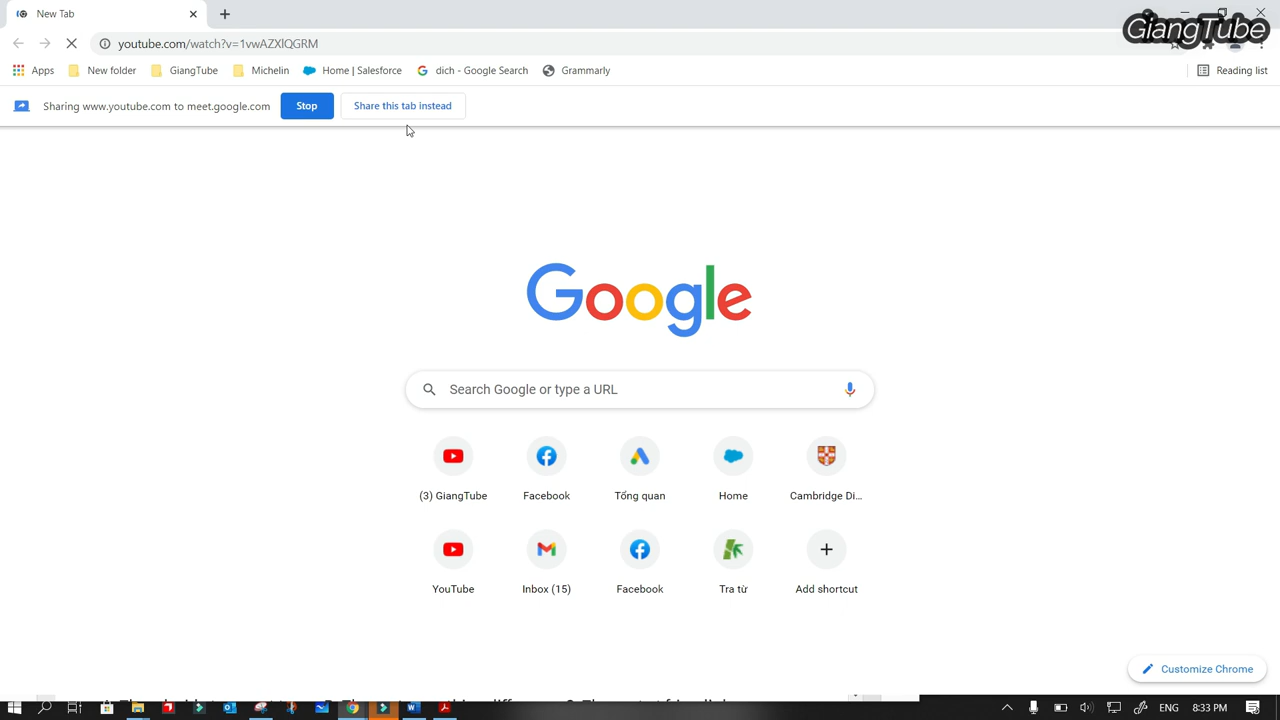 New Tab
GiangTube
youtube.com/watch?v=1vwAZXlQGRM
Apps
New folder
GiangTube
Michelin
Home | Salesforce
dich - Google Search
Grammarly
Reading list
Sharing www.youtube.com to meet.google.com
Stop
Share this tab instead
Google
Search Google or type a URL
(3) GiangTube
Facebook
Tổng quan
Home
Cambridge Di...
YouTube
Inbox (15)
Facebook
Tra từ
Add shortcut
Customize Chrome
ENG
8:33 PM